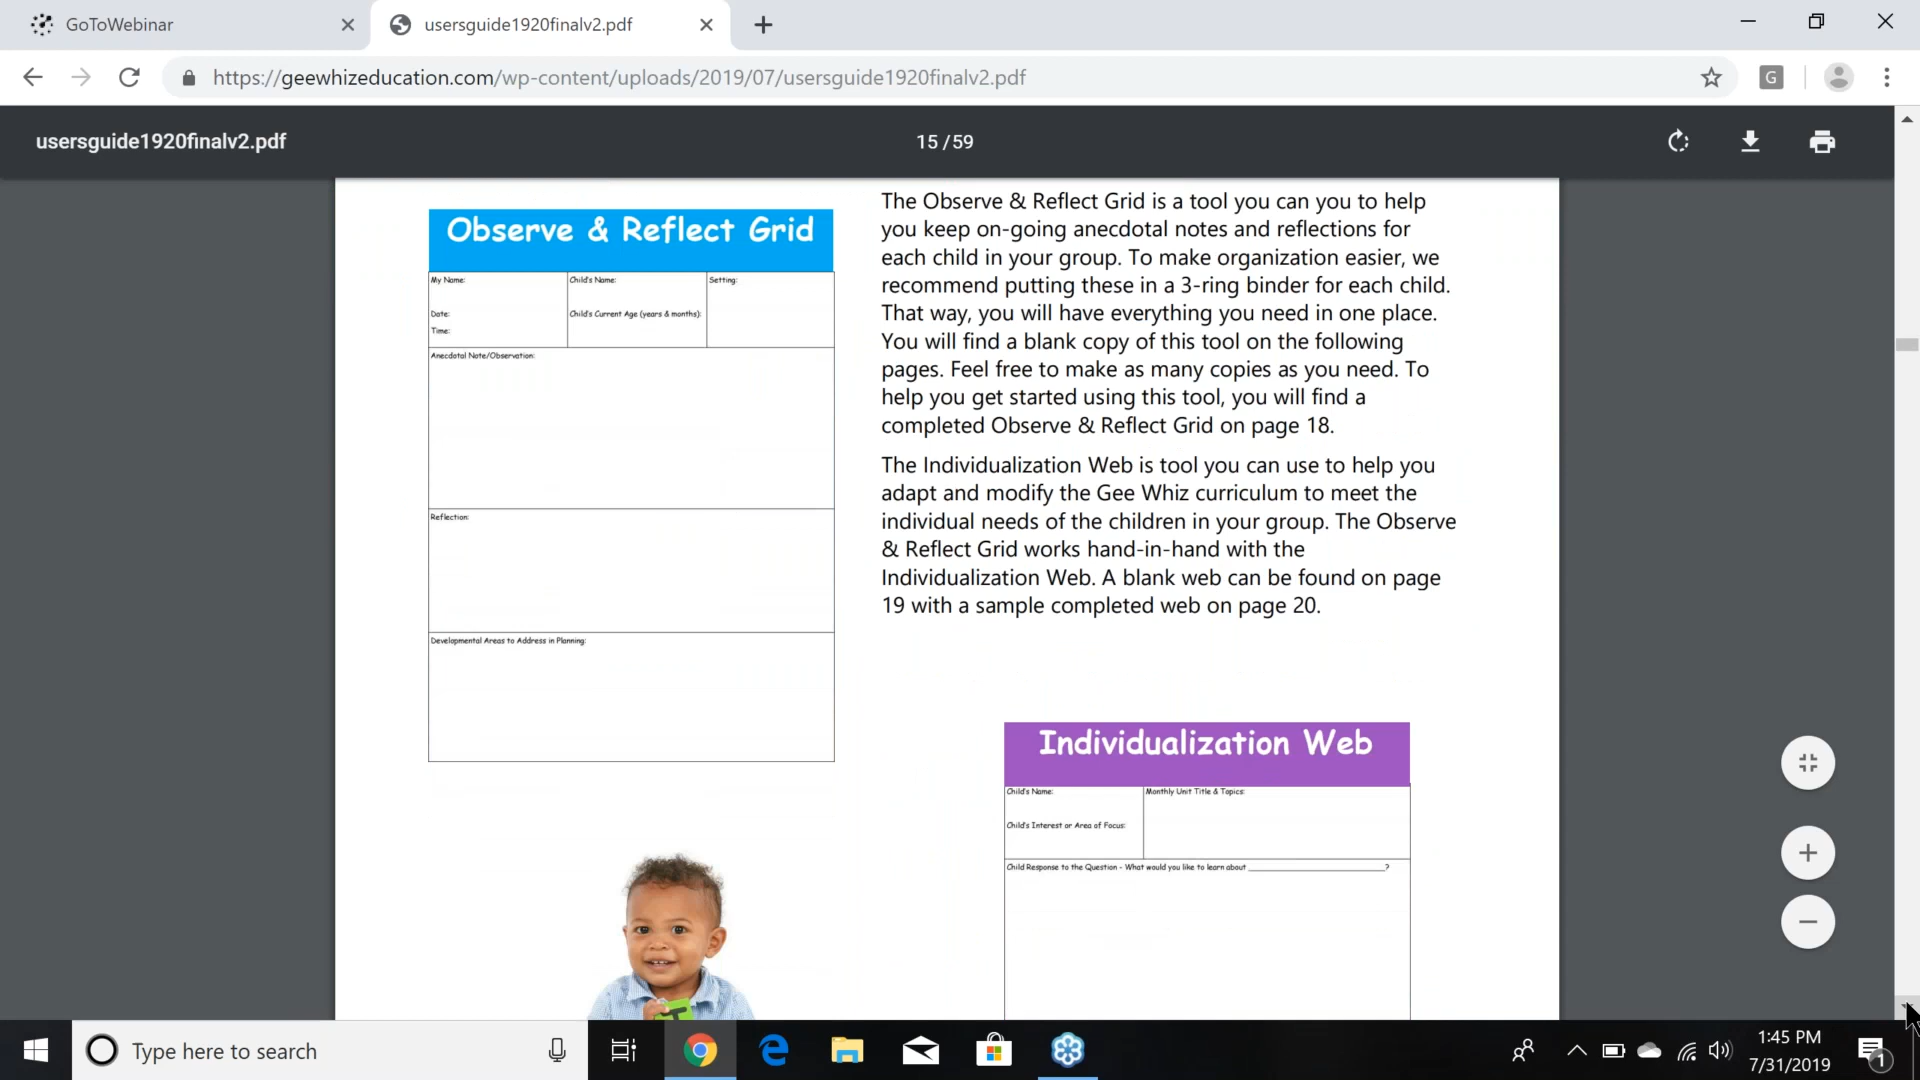 GoToWebinar
usersguide1920finalv2.pdf
https://geewhizeducation.com/wp-content/uploads/2019/07/usersguide1920finalv2.pdf
G
usersguide1920finalv2.pdf
15 / 59
Observe & Reflect Grid
My Name:
Child's Name:
Setting:
Date:
Child's Current Age (years & months):
Time:
Anecdotal Note/Observation:
Reflection:
Developmental Areas to Address in Planning:
The Observe & Reflect Grid is a tool you can you to help
you keep on-going anecdotal notes and reflections for
each child in your group. To make organization easier, we
recommend putting these in a 3-ring binder for each child.
That way, you will have everything you need in one place.
You will find a blank copy of this tool on the following
pages. Feel free to make as many copies as you need. To
help you get started using this tool, you will find a
completed Observe & Reflect Grid on page 18.
The Individualization Web is tool you can use to help you
adapt and modify the Gee Whiz curriculum to meet the
individual needs of the children in your group. The Observe
& Reflect Grid works hand-in-hand with the
Individualization Web. A blank web can be found on page
19 with a sample completed web on page 20.
Individualization Web
Child's Name:
Monthly Unit Title & Topics:
Child's Interest or Area of Focus:
Child Response to the Question - What would you like to learn about ____________________?
Type here to search
1:45 PM
7/31/2019
1